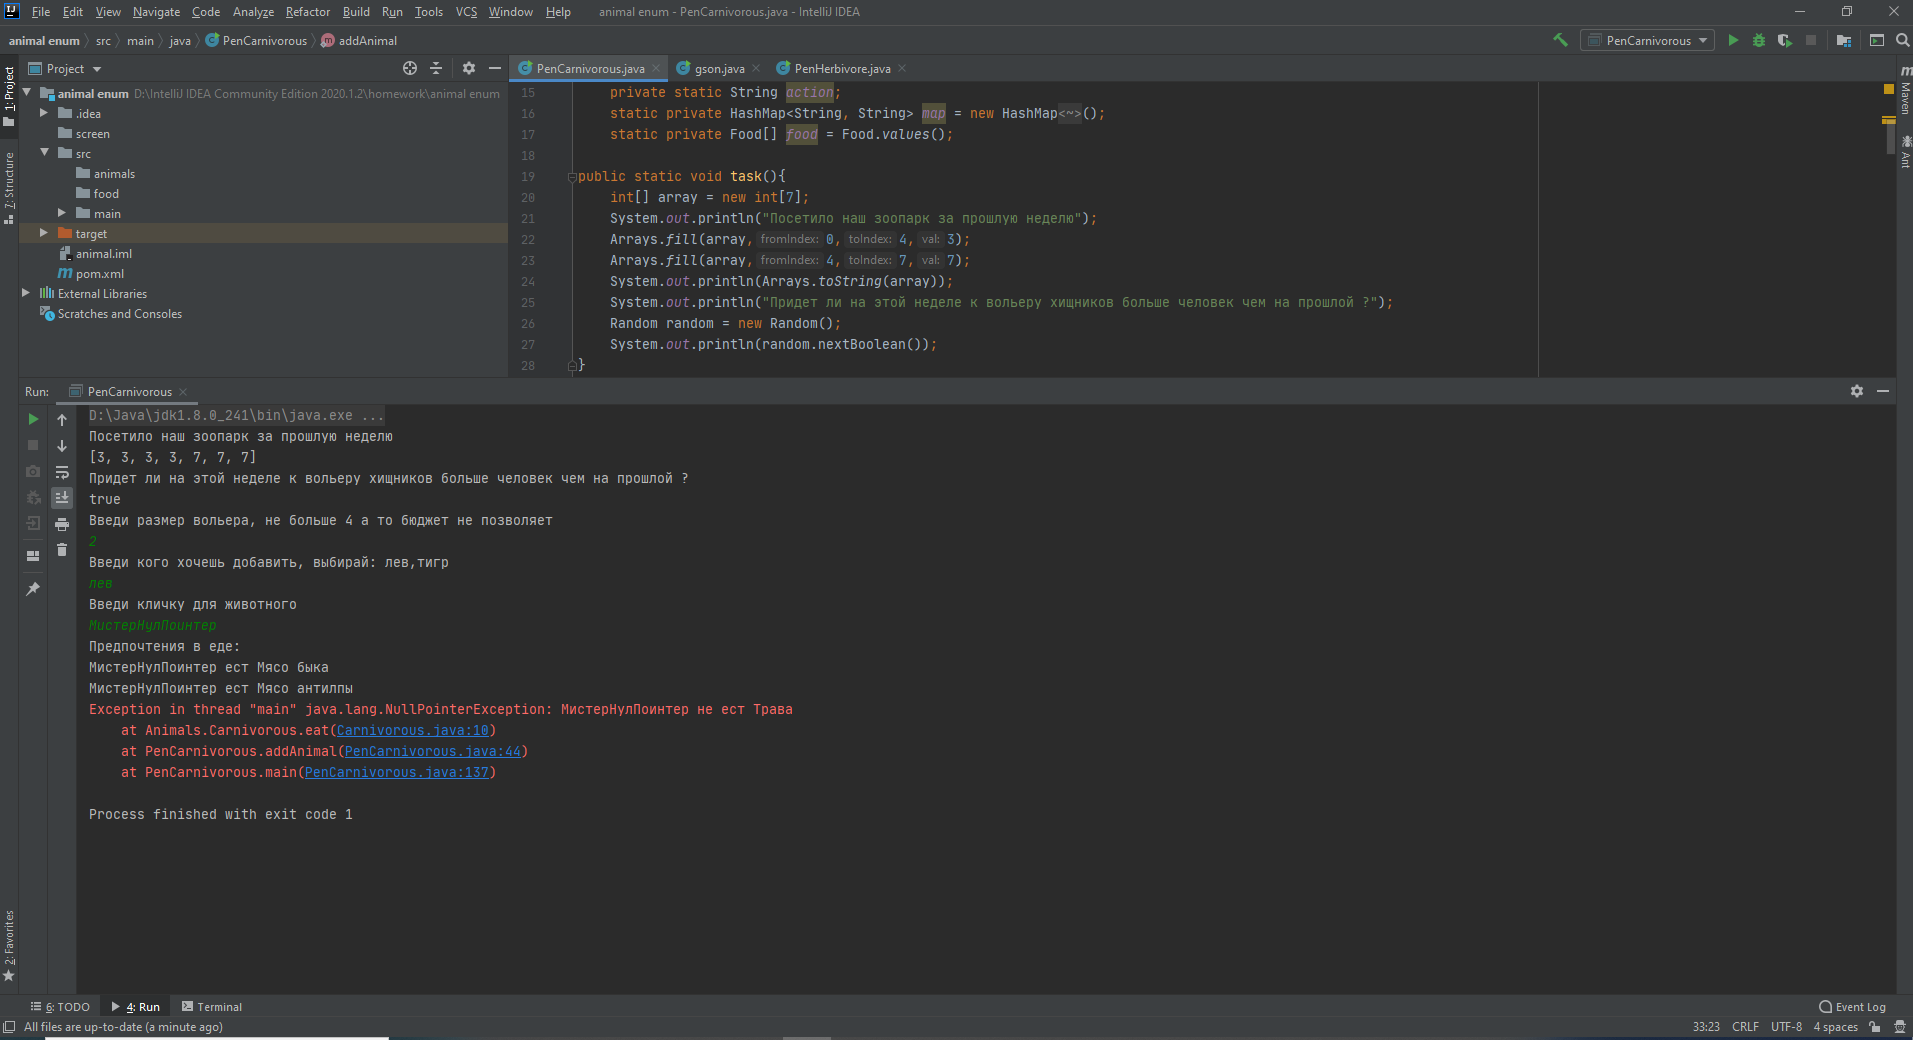 File Edit View Navigate Code Analyze Refactor Build Run Tools VCS Window Help animal enum - PenCarnivorous.java - IntelliJ IDEA
animal enum src main java PenCarnivorous addAnimal PenCarnivorous
Project PenCarnivorous.java gson.java PenHerbivore.java
1: Project
7: Structure
2: Favorites
Maven
Ant
animal enum D:\IntelliJ IDEA Community Edition 2020.1.2\homework\animal enum
.idea
screen
src
animals
food
main
target
animal.iml
pom.xml
External Libraries
Scratches and Consoles
15 private static String action;
16 static private HashMap<String, String> map = new HashMap<~>();
17 static private Food[] food = Food.values();
18
19 public static void task(){
20 int[] array = new int[7];
21 System.out.println("Посетило наш зоопарк за прошлую неделю");
22 Arrays.fill(array, fromIndex: 0, toIndex: 4, val: 3);
23 Arrays.fill(array, fromIndex: 4, toIndex: 7, val: 7);
24 System.out.println(Arrays.toString(array));
25 System.out.println("Придет ли на этой неделе к вольеру хищников больше человек чем на прошлой ?");
26 Random random = new Random();
27 System.out.println(random.nextBoolean());
28 }
Run: PenCarnivorous
D:\Java\jdk1.8.0_241\bin\java.exe ...
Посетило наш зоопарк за прошлую неделю
[3, 3, 3, 3, 7, 7, 7]
Придет ли на этой неделе к вольеру хищников больше человек чем на прошлой ?
true
Введи размер вольера, не больше 4 а то бюджет не позволяет
2
Введи кого хочешь добавить, выбирай: лев,тигр
лев
Введи кличку для животного
МистерНулПоинтер
Предпочтения в еде:
МистерНулПоинтер ест Мясо быка
МистерНулПоинтер ест Мясо антилпы
Exception in thread "main" java.lang.NullPointerException: МистерНулПоинтер не ест Трава
at Animals.Carnivorous.eat(Carnivorous.java:10)
at PenCarnivorous.addAnimal(PenCarnivorous.java:44)
at PenCarnivorous.main(PenCarnivorous.java:137)
Process finished with exit code 1
6: TODO 4: Run Terminal Event Log
All files are up-to-date (a minute ago) 33:23 CRLF UTF-8 4 spaces